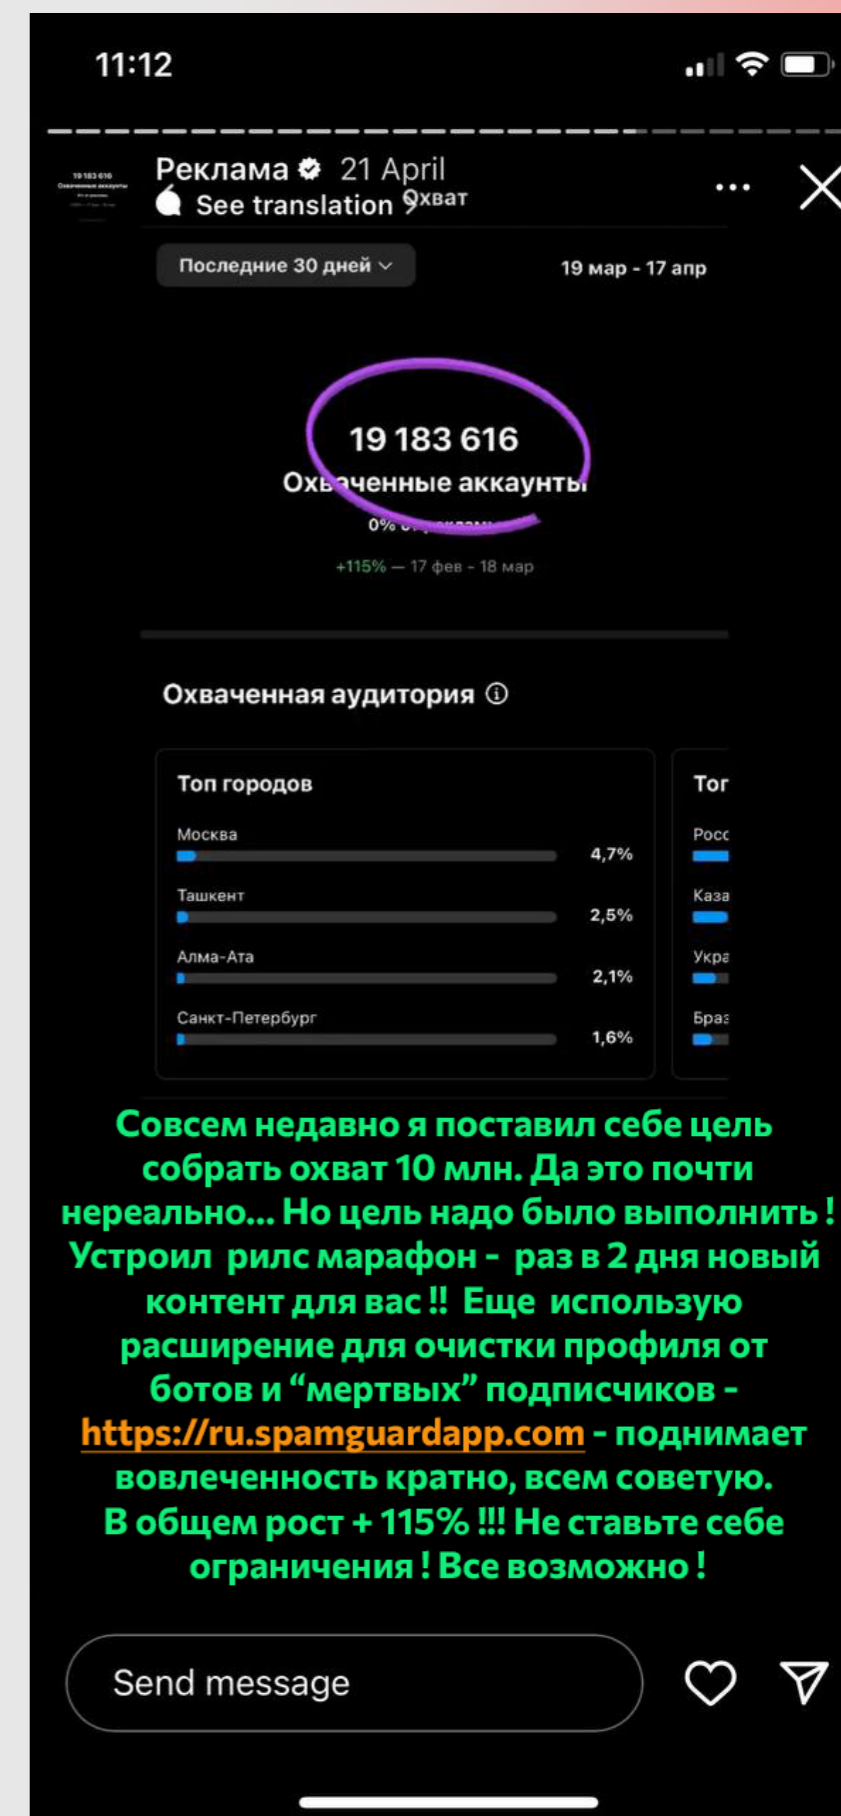 11:12
Реклама 21 April
See translation Охват
Последние 30 дней
19 мар - 17 апр
19 183 616
Охваченные аккаунты
0%
+115% — 17 фев - 18 мар
Охваченная аудитория
Топ городов
Москва
4,7%
Ташкент
2,5%
Алма-Ата
2,1%
Санкт-Петербург
1,6%
Совсем недавно я поставил себе цель
собрать охват 10 млн. Да это почти
нереально... Но цель надо было выполнить !
Устроил рилс марафон - раз в 2 дня новый
контент для вас !! Еще использую
расширение для очистки профиля от
ботов и “мертвых” подписчиков -
https://ru.spamguardapp.com - поднимает
вовлеченность кратно, всем советую.
В общем рост + 115% !!! Не ставьте себе
ограничения ! Все возможно !
Send message